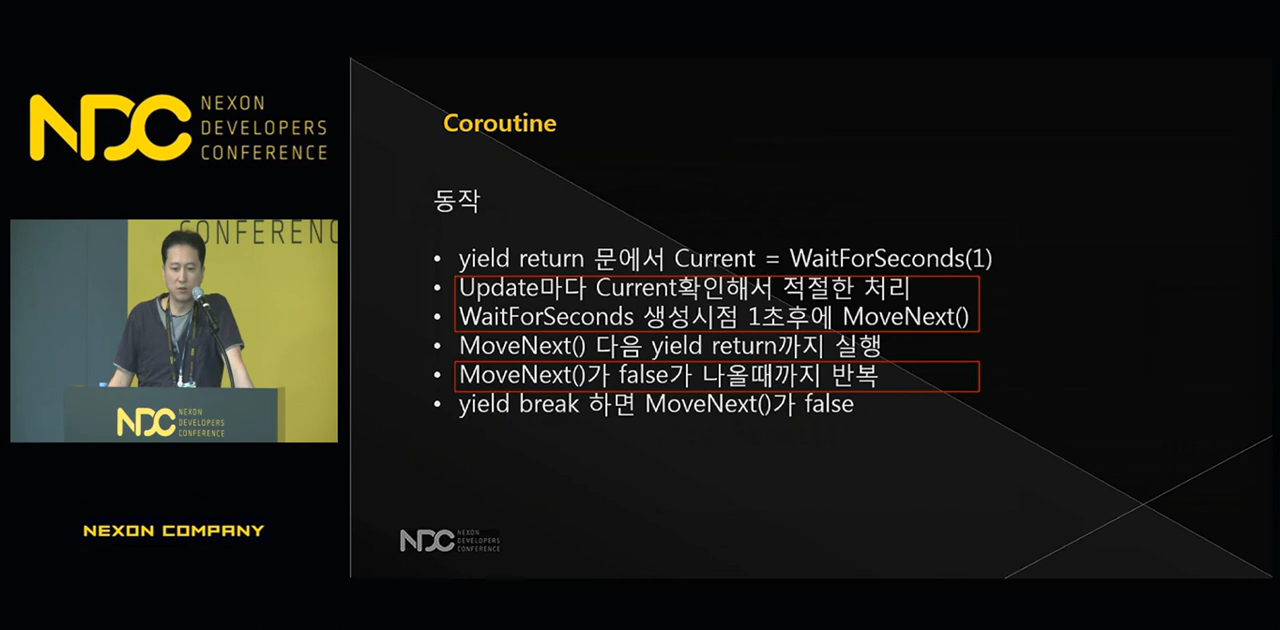 NDC
NEXON
DEVELOPERS
CONFERENCE
CONFERENC
NDC
NEXON
DEVELOPERS
CONFERENCE
NEXON COMPANY
Coroutine
동작
• yield return 문에서 Current = WaitForSeconds(1)
• Update마다 Current확인해서 적절한 처리
• WaitForSeconds 생성시점 1초후에 MoveNext()
• MoveNext() 다음 yield return까지 실행
• MoveNext()가 false가 나올때까지 반복
• yield break 하면 MoveNext()가 false
NDC
NEXON
DEVELOPERS
CONFERENCE